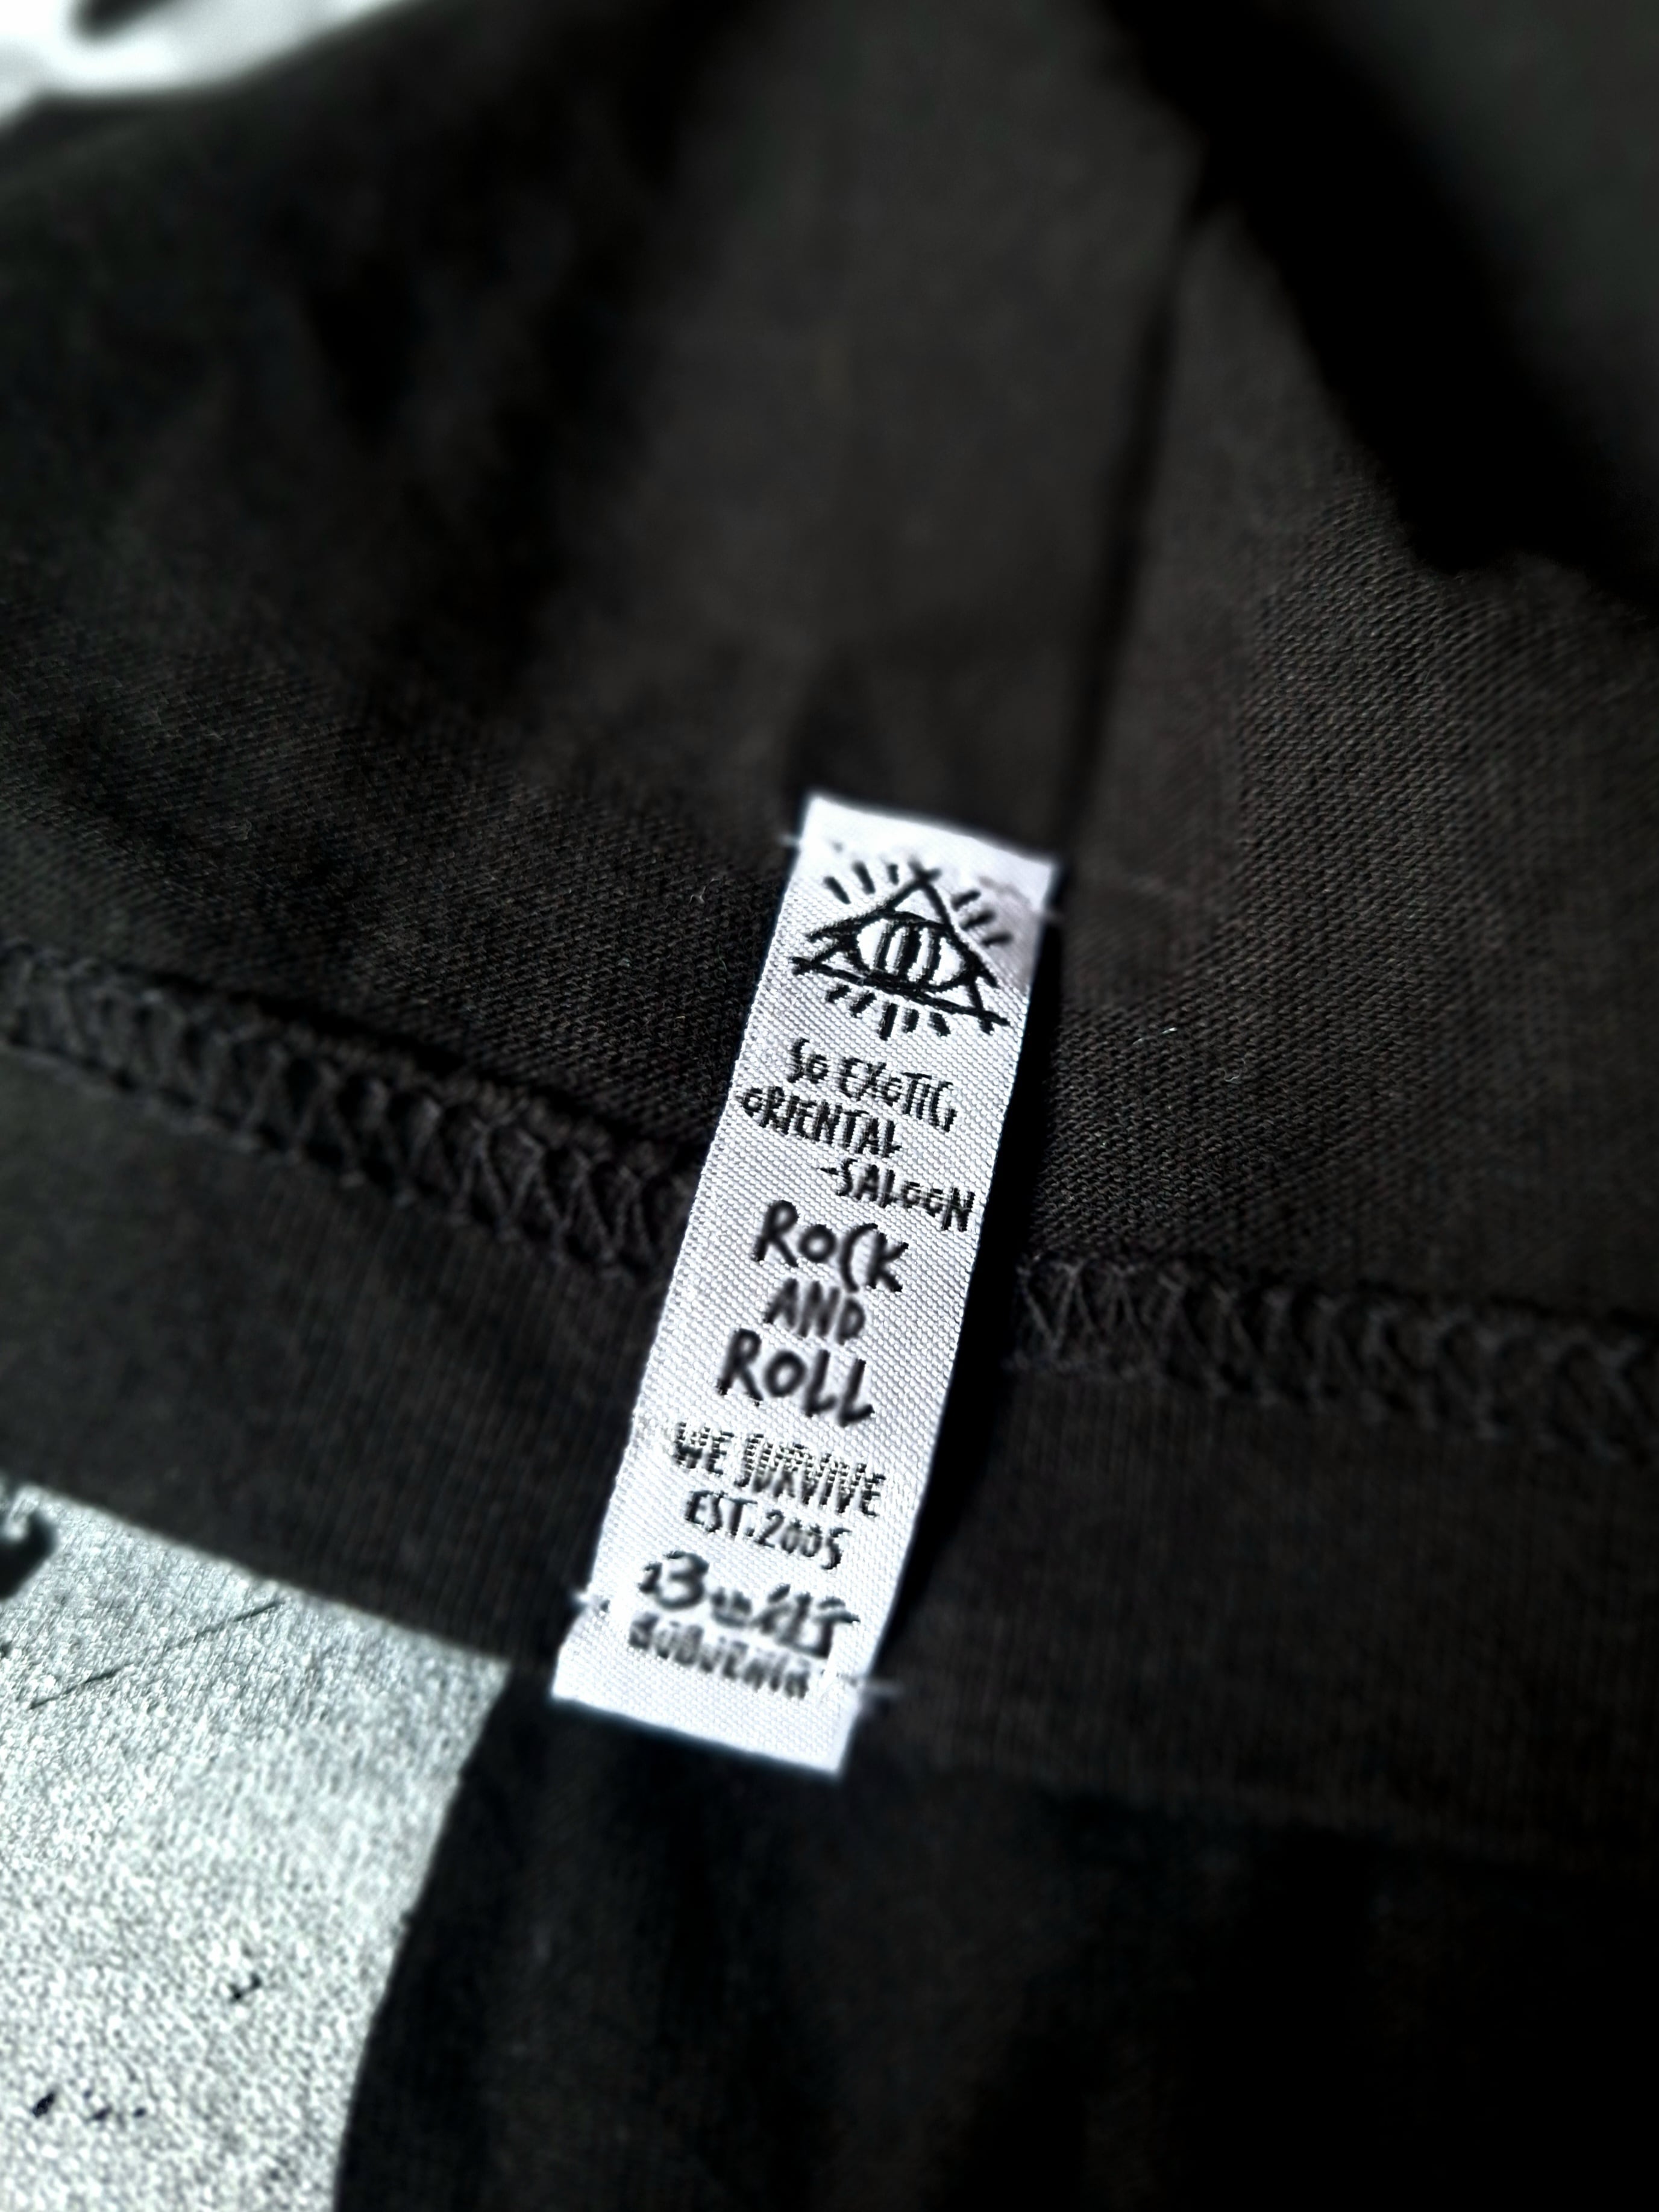 SO EXOTIC,
ORIENTAL
-SALOON
ROCK
AND
ROLL
WE SURVIVE
EST.2005